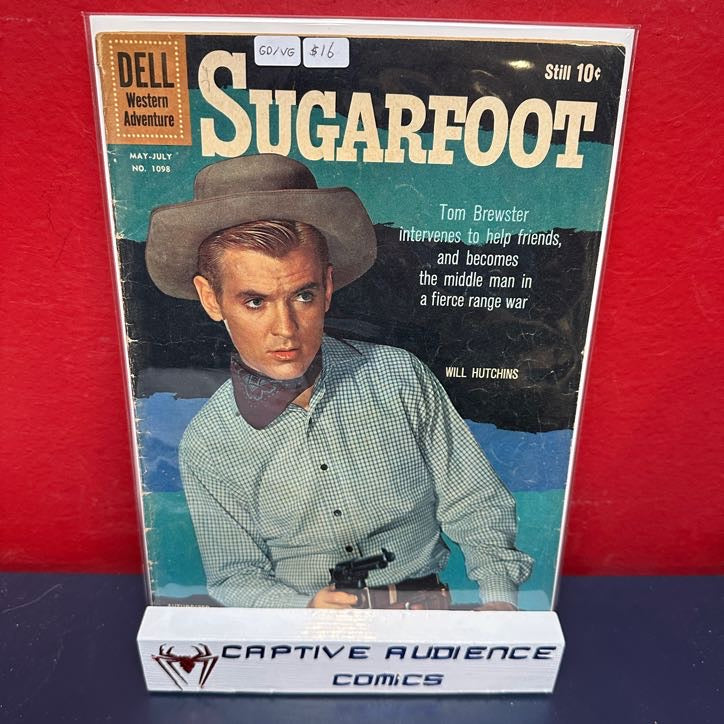 GD/VG $16
DELL
Western
Adventure
MAY-JULY
NO. 1098
SUGARFOOT
Still 10¢
Tom Brewster
intervenes to help friends,
and becomes
the middle man in
a fierce range war
WILL HUTCHINS
CAPTIVE AUDIENCE
COMICS